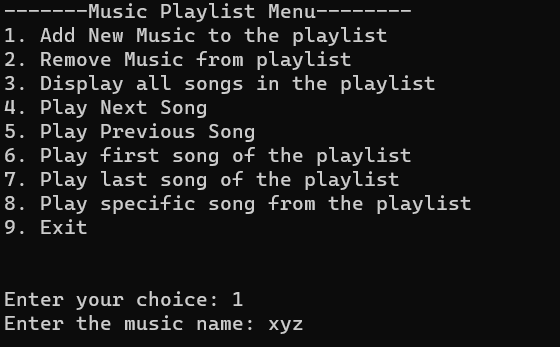 -------Music Playlist Menu--------
1. Add New Music to the playlist
2. Remove Music from playlist
3. Display all songs in the playlist
4. Play Next Song
5. Play Previous Song
6. Play first song of the playlist
7. Play last song of the playlist
8. Play specific song from the playlist
9. Exit
Enter your choice: 1
Enter the music name: xyz